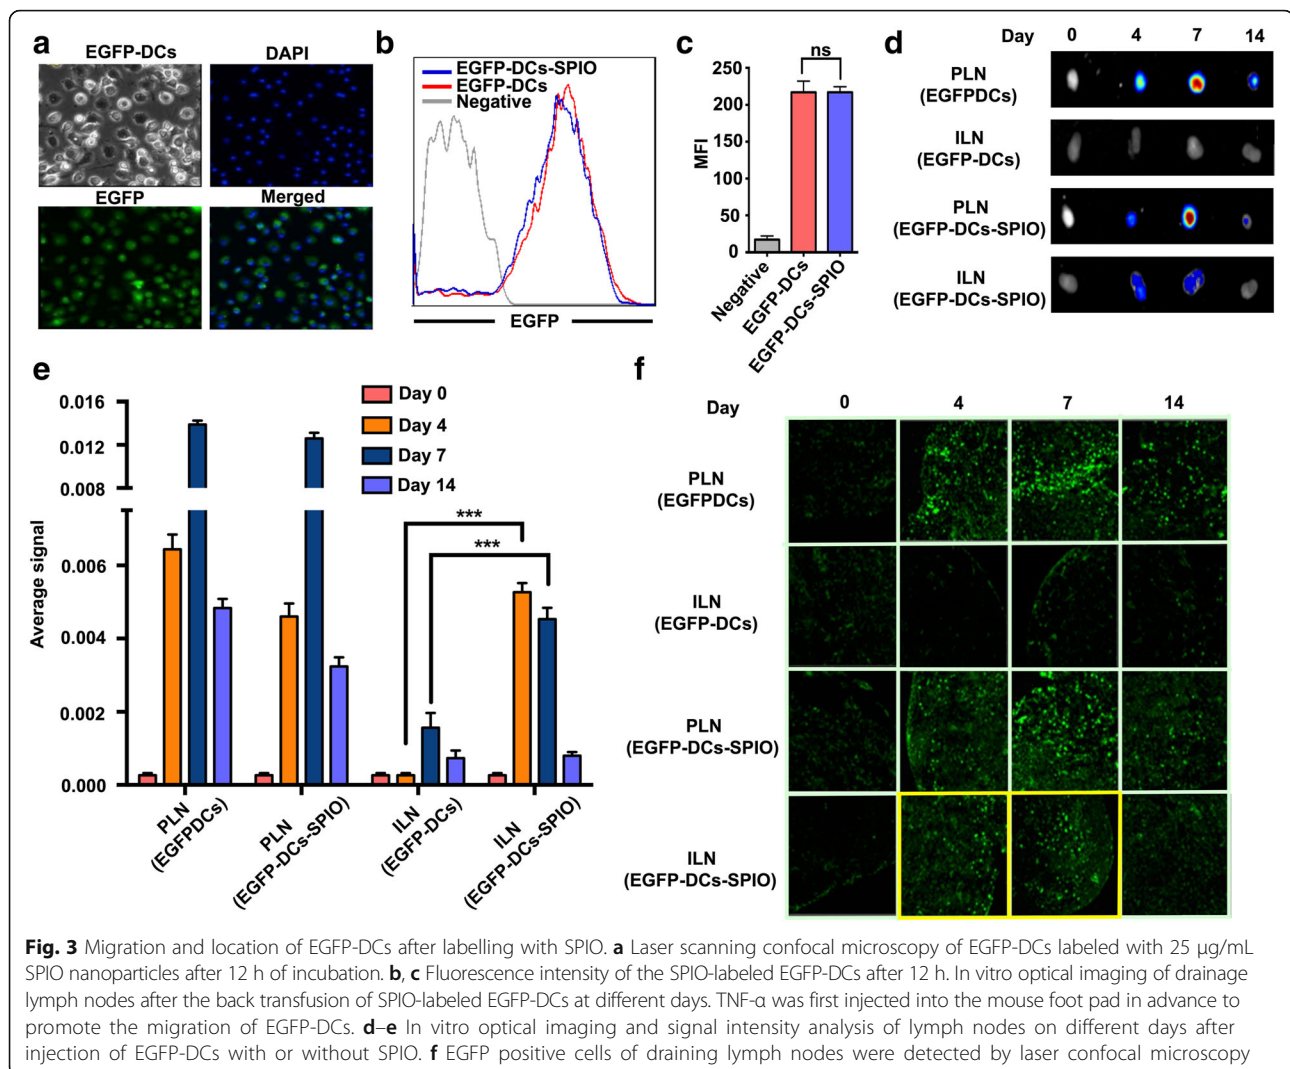 a
EGFP-DCs
DAPI
EGFP
Merged
b
EGFP-DCs-SPIO
EGFP-DCs
Negative
EGFP
c
ns
MFI
250
200
150
100
50
0
Negative
EGFP-DCs
EGFP-DCs-SPIO
d
Day 0 4 7 14
PLN
(EGFPDCs)
ILN
(EGFP-DCs)
PLN
(EGFP-DCs-SPIO)
ILN
(EGFP-DCs-SPIO)
e
Average signal
0.016
0.012
0.008
0.006
0.004
0.002
0.000
Day 0
Day 4
Day 7
Day 14
***
***
PLN
(EGFPDCs)
PLN
(EGFP-DCs-SPIO)
ILN
(EGFP-DCs)
ILN
(EGFP-DCs-SPIO)
f
Day 0 4 7 14
PLN
(EGFPDCs)
ILN
(EGFP-DCs)
PLN
(EGFP-DCs-SPIO)
ILN
(EGFP-DCs-SPIO)
Fig. 3 Migration and location of EGFP-DCs after labelling with SPIO. a Laser scanning confocal microscopy of EGFP-DCs labeled with 25 μg/mL
SPIO nanoparticles after 12 h of incubation. b, c Fluorescence intensity of the SPIO-labeled EGFP-DCs after 12 h. In vitro optical imaging of drainage
lymph nodes after the back transfusion of SPIO-labeled EGFP-DCs at different days. TNF-α was first injected into the mouse foot pad in advance to
promote the migration of EGFP-DCs. d–e In vitro optical imaging and signal intensity analysis of lymph nodes on different days after
injection of EGFP-DCs with or without SPIO. f EGFP positive cells of draining lymph nodes were detected by laser confocal microscopy